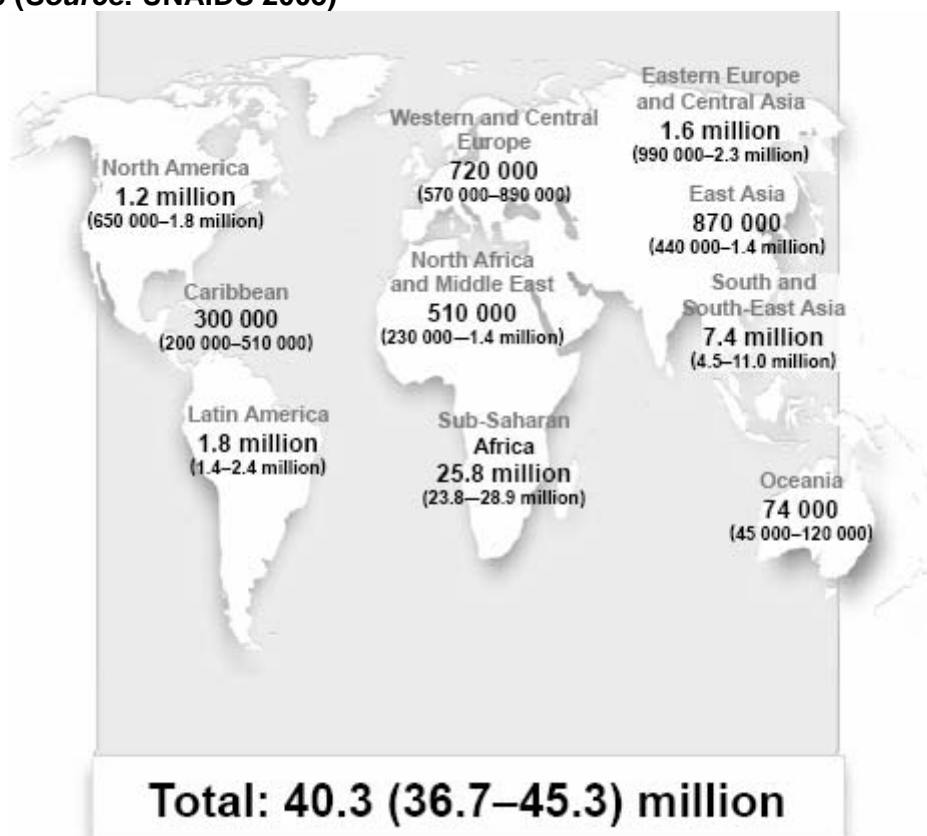 (Source: UNAIDS
Eastern Europe
and Central Asia
1.6 million
(990 000–2.3 million)
Western and Central
Europe
720 000
(570 000–890 000)
North America
1.2 million
(650 000–1.8 million)
East Asia
870 000
(440 000–1.4 million)
North Africa
and Middle East
510 000
(230 000—1.4 million)
South and
South-East Asia
7.4 million
(4.5–11.0 million)
Caribbean
300 000
(200 000–510 000)
Latin America
1.8 million
(1.4–2.4 million)
Sub-Saharan
Africa
25.8 million
(23.8—28.9 million)
Oceania
74 000
(45 000–120 000)
Total: 40.3 (36.7–45.3) million